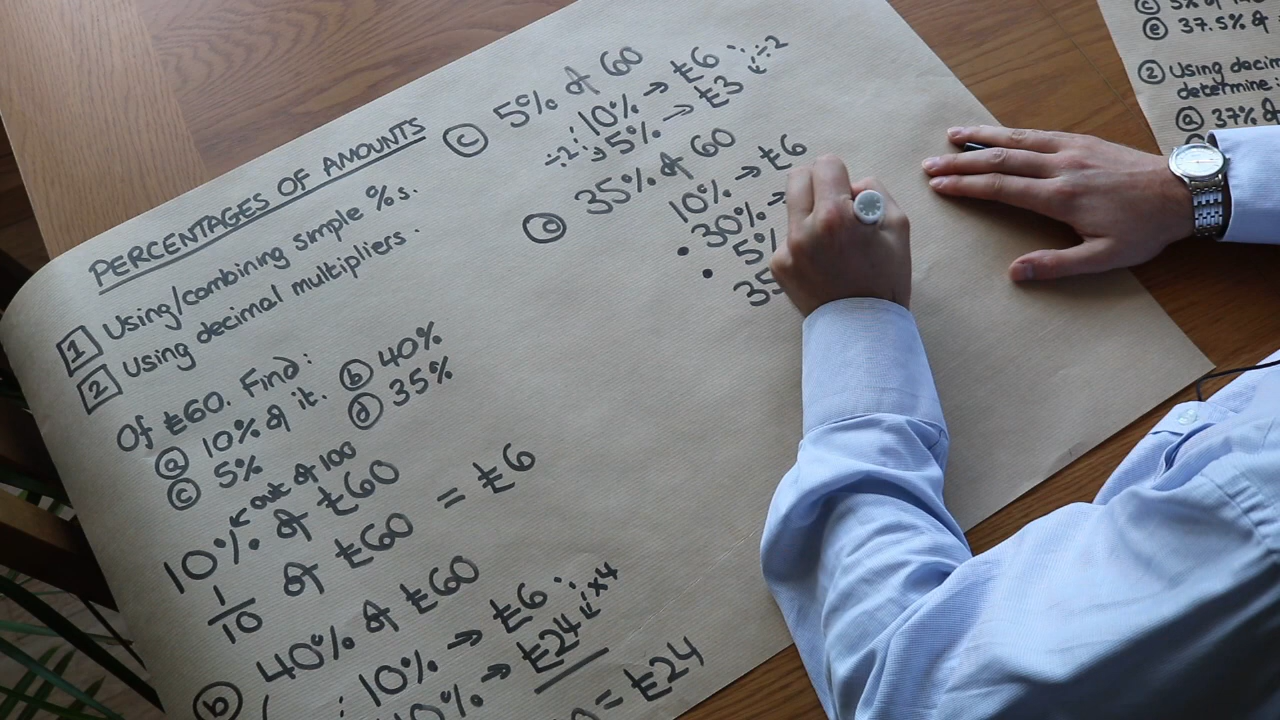 PERCENTAGES OF AMOUNTS
1 Using/combining simple %s.
2 Using decimal multipliers.
Of £60. Find:
a 10% of it. b 40%
c 5% d 35%
out of 100
10% of £60
1/10 of £60 = £6
b 40% of £60
10% → £6
→ £24 ×4
= £24
c 5% of 60
10% → £6 ÷2
÷2 5% → £3
d 35% of 60
10% → £6
• 30% →
• 5%
35
c 5%
e 37.5% of
2 Using decim
determine
a 37% of